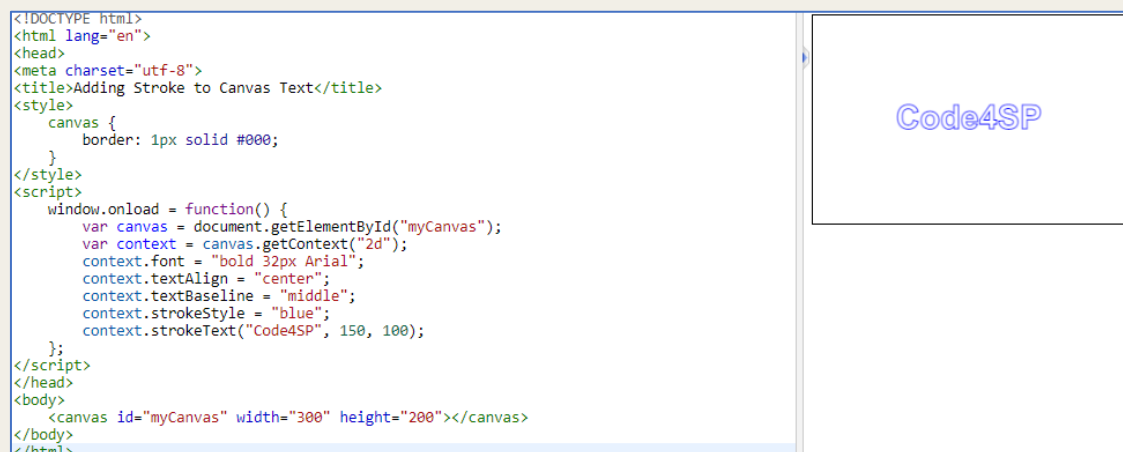 <!DOCTYPE html>
<html lang="en">
<head>
<meta charset="utf-8">
<title>Adding Stroke to Canvas Text</title>
<style>
    canvas {
        border: 1px solid #000;
    }
</style>
<script>
    window.onload = function() {
        var canvas = document.getElementById("myCanvas");
        var context = canvas.getContext("2d");
        context.font = "bold 32px Arial";
        context.textAlign = "center";
        context.textBaseline = "middle";
        context.strokeStyle = "blue";
        context.strokeText("Code4SP", 150, 100);
    };
</script>
</head>
<body>
    <canvas id="myCanvas" width="300" height="200"></canvas>
</body>
</html>
Code4SP